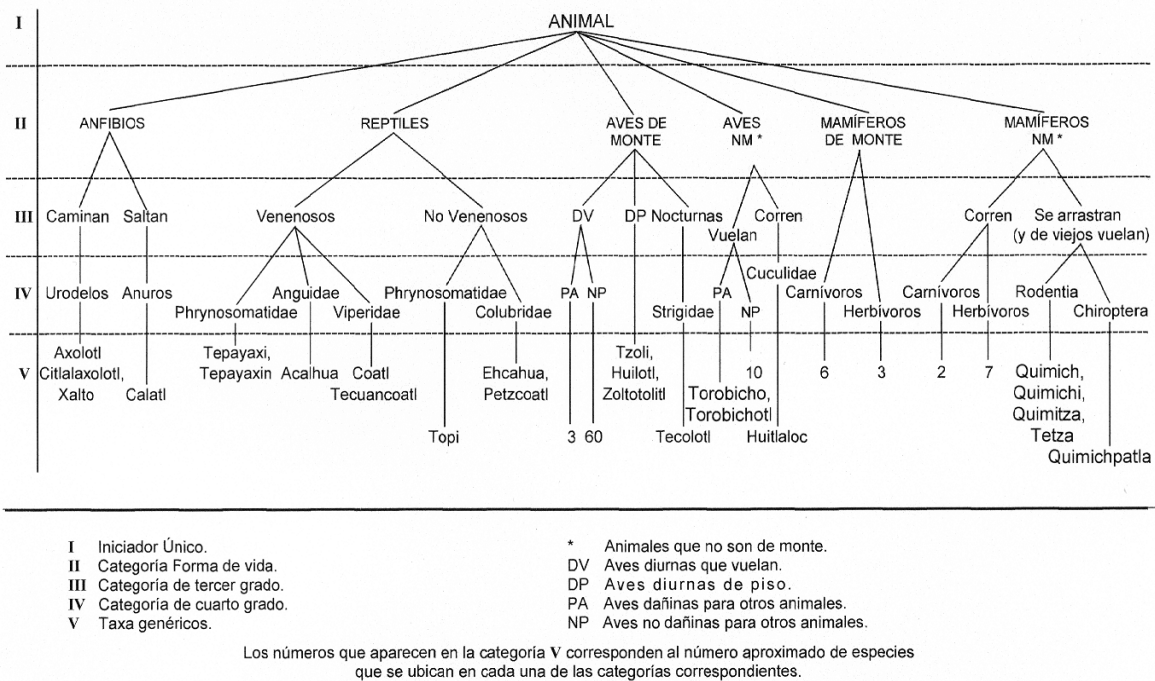 I ANIMAL
II ANFIBIOS REPTILES AVES DE MONTE AVES NM * MAMÍFEROS DE MONTE MAMÍFEROS NM *
III Caminan Saltan Venenosos No Venenosos DV DP Nocturnas Vuelan Corren Corren Se arrastran (y de viejos vuelan)
Cuculidae
IV Urodelos Anuros Anguidae Phrynosomatidae PA NP PA Carnívoros Carnívoros Rodentia
Phrynosomatidae Viperidae Colubridae Strigidae NP Herbívoros Herbívoros Chiroptera
Axolotl Tepayaxi, Tzoli,
V Citlalaxolotl, Tepayaxin Acalhua Coatl Ehcahua, Huilotl, 10 6 3 2 7 Quimich,
Xalto Calatl Tecuancoatl Petzcoatl Zoltotolitl Torobicho, Quimichi,
Torobichotl Quimitza,
Topi 3 60 Tecolotl Huitlaloc Tetza
Quimichpatla
I Iniciador Único.
II Categoría Forma de vida.
III Categoría de tercer grado.
IV Categoría de cuarto grado.
V Taxa genéricos.
* Animales que no son de monte.
DV Aves diurnas que vuelan.
DP Aves diurnas de piso.
PA Aves dañinas para otros animales.
NP Aves no dañinas para otros animales.
Los números que aparecen en la categoría V corresponden al número aproximado de especies
que se ubican en cada una de las categorías correspondientes.